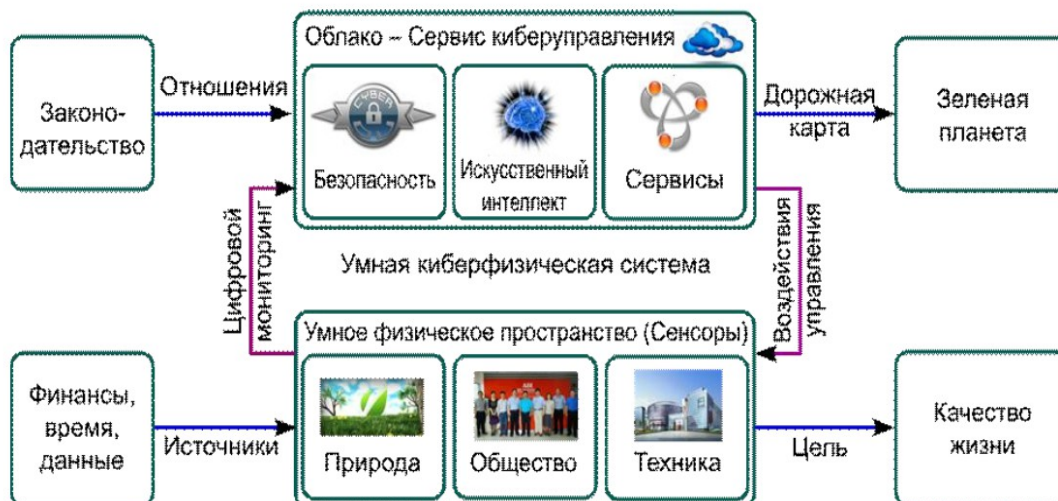 Облако – Сервис киберуправления
Отношения
Законо-
дательство
CYBER
Безопасность
Искусственный
интеллект
Сервисы
Дорожная
карта
Зеленая
планета
Цифровой
мониторинг
Умная киберфизическая система
Воздействия
управления
Умное физическое пространство (Сенсоры)
Финансы,
время,
данные
Источники
Природа
Общество
Техника
Цель
Качество
жизни